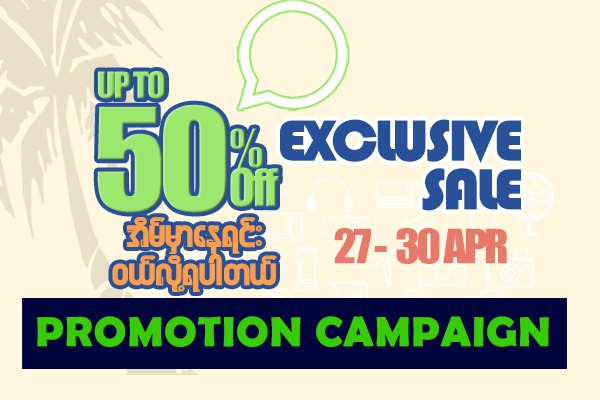 UP TO
50% Off
အိမ်မှာနေရင်း
ဝယ်လို့ရပါတယ်
EXCLUSIVE
SALE
27 - 30 APR
PROMOTION CAMPAIGN